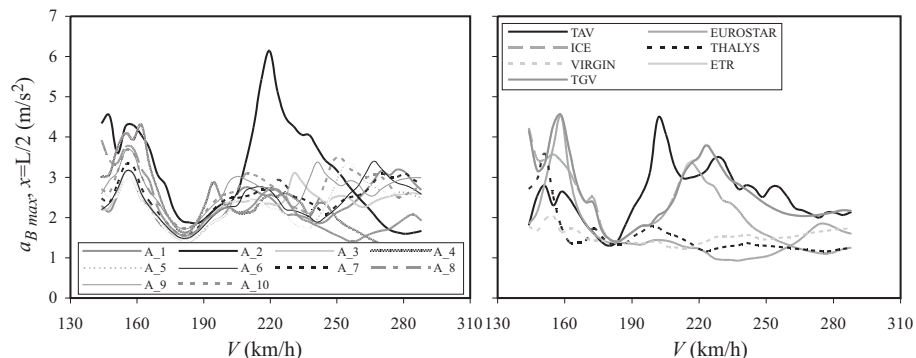 a_B max, x=L/2 (m/s²)
7
6
5
4
3
2
1
0
A_1 A_2 A_3 A_4
A_5 A_6 A_7 A_8
A_9 A_10
130 160 190 220 250 280 310
V (km/h)
TAV EUROSTAR
ICE THALYS
VIRGIN ETR
TGV
130 160 190 220 250 280 310
V (km/h)